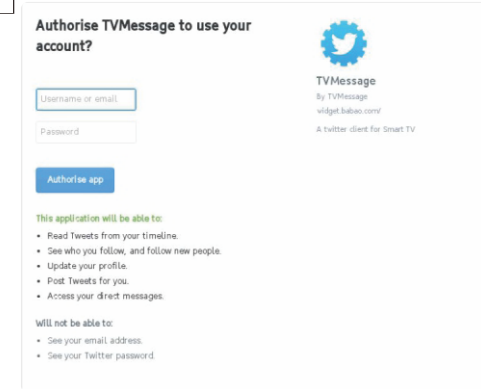 Authorise TVMessage to use your
account?
Username or email
Password
Authorise app
This application will be able to:
• Read Tweets from your timeline.
• See who you follow, and follow new people.
• Update your profile.
• Post Tweets for you.
• Access your direct messages.
Will not be able to:
• See your email address.
• See your Twitter password.
TVMessage
By TVMessage
widget.babao.com/
A twitter client for Smart TV